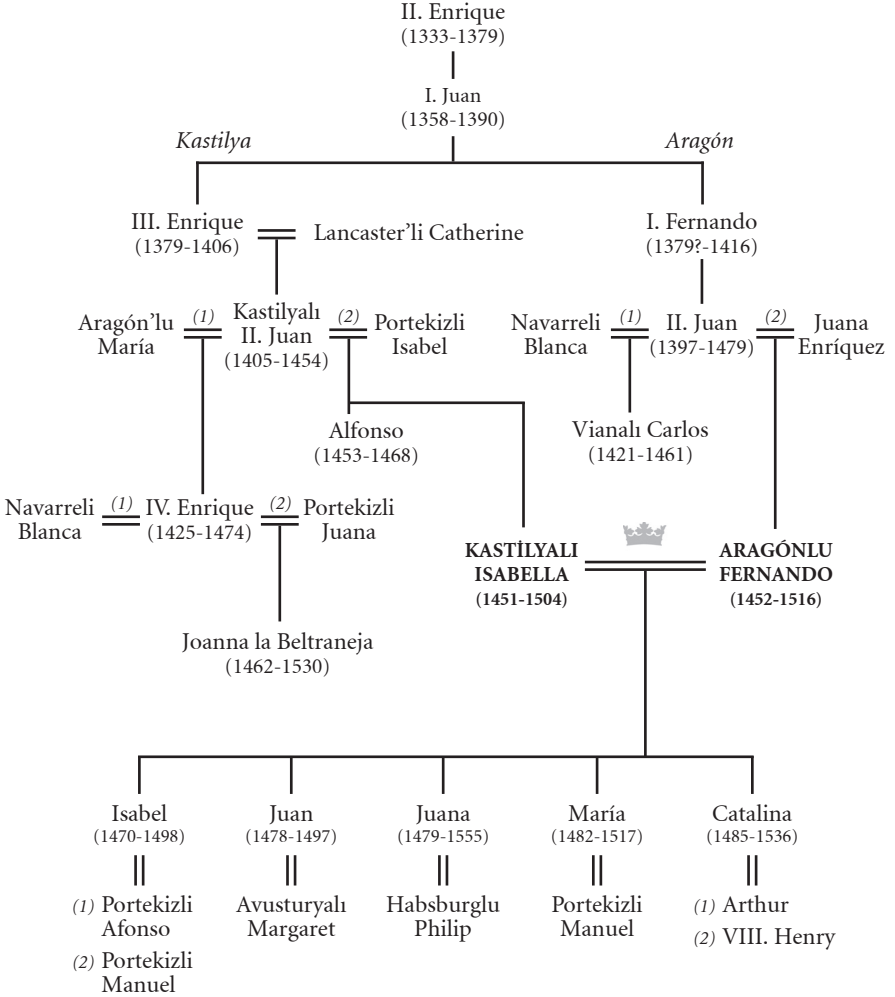 II. Enrique
(1333-1379)
I. Juan
(1358-1390)
Kastilya
Aragón
III. Enrique
(1379-1406)
Lancaster’li Catherine
I. Fernando
(1379?-1416)
Aragón’lu
María
(1)
Kastilyalı
II. Juan
(1405-1454)
(2)
Portekizli
Isabel
Navarreli
Blanca
(1)
II. Juan
(1397-1479)
(2)
Juana
Enríquez
Alfonso
(1453-1468)
Vianalı Carlos
(1421-1461)
Navarreli
Blanca
(1)
IV. Enrique
(1425-1474)
(2)
Portekizli
Juana
KASTİLYALI
ISABELLA
(1451-1504)
ARAGÓNLU
FERNANDO
(1452-1516)
Joanna la Beltraneja
(1462-1530)
Isabel
(1470-1498)
Juan
(1478-1497)
Juana
(1479-1555)
María
(1482-1517)
Catalina
(1485-1536)
(1) Portekizli
Afonso
(2) Portekizli
Manuel
Avusturyalı
Margaret
Habsburglu
Philip
Portekizli
Manuel
(1) Arthur
(2) VIII. Henry